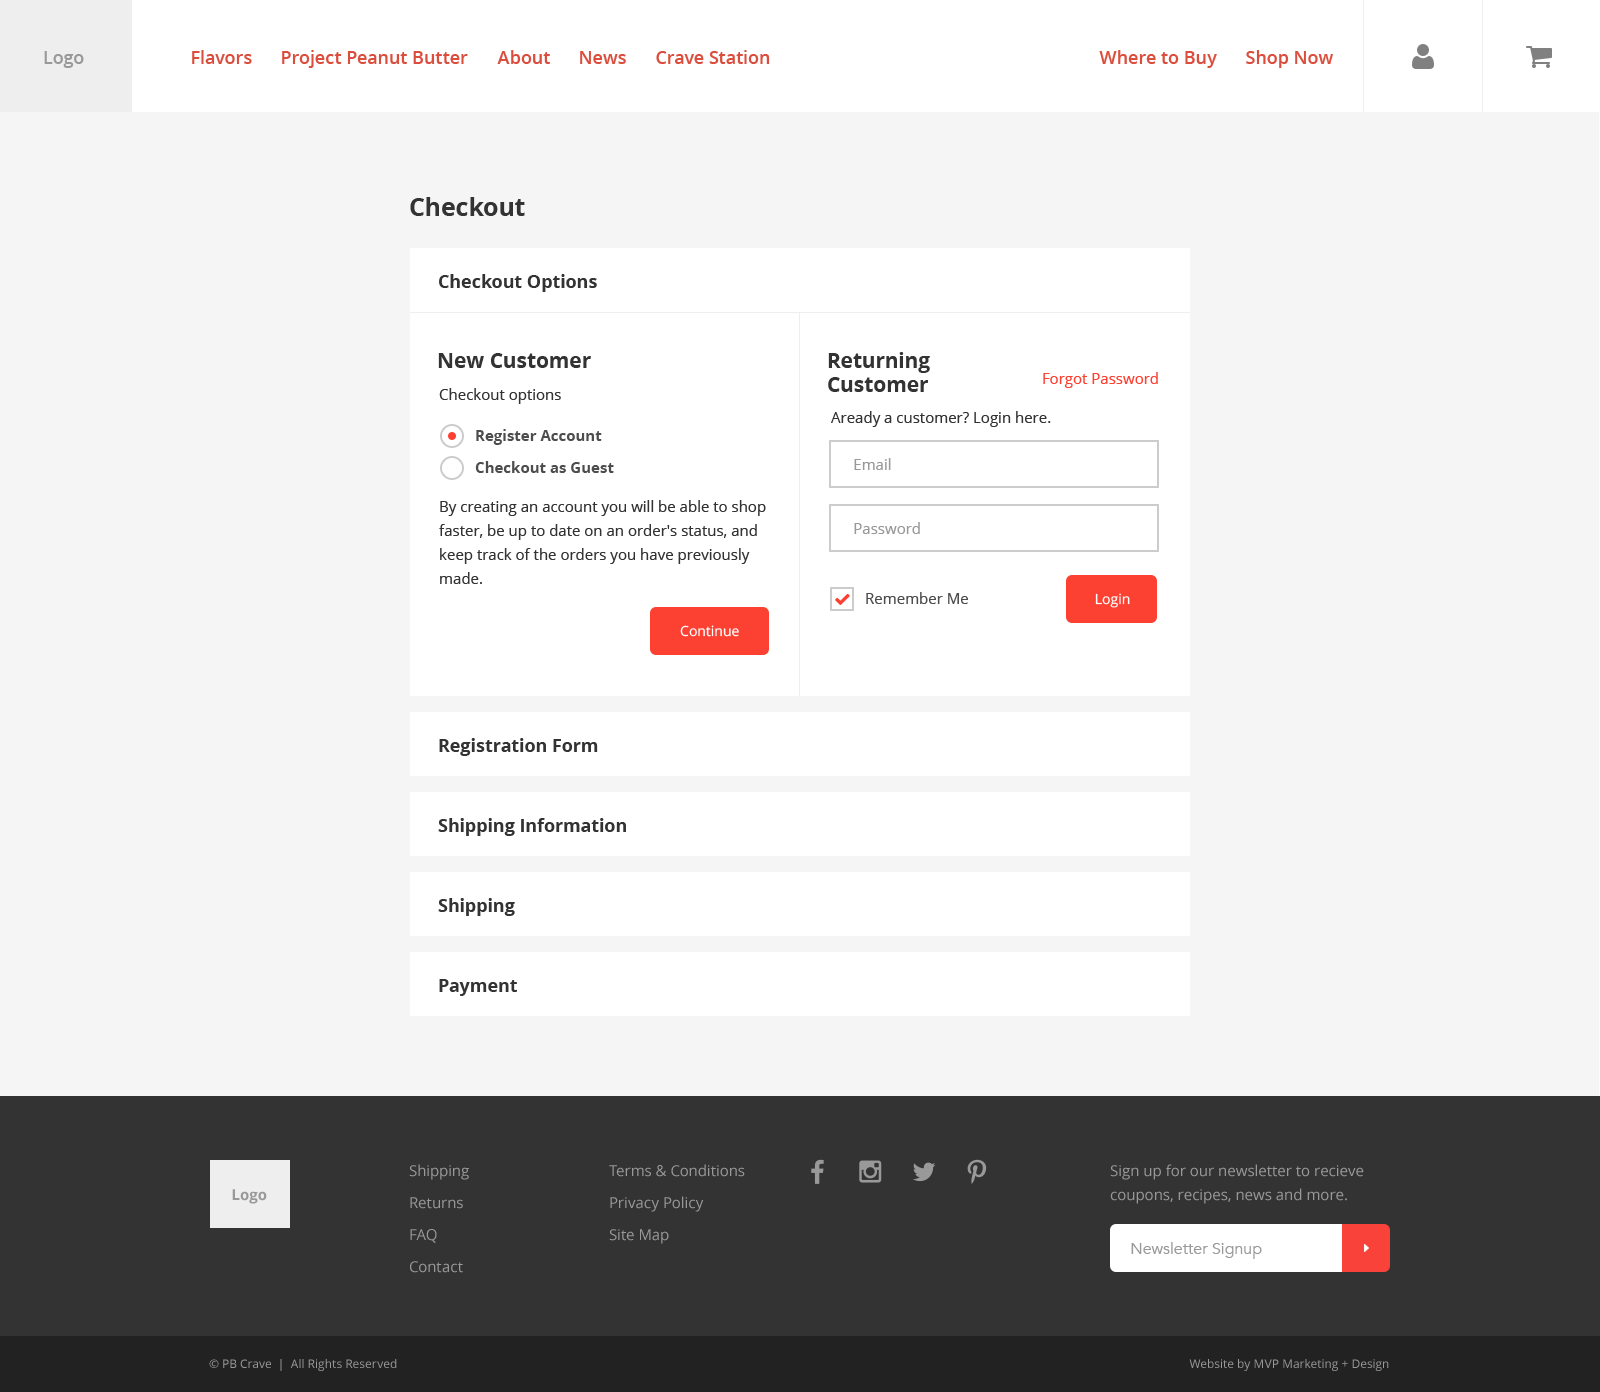 Logo
Flavors Project Peanut Butter About News Crave Station Where to Buy Shop Now
Checkout
Checkout Options
New Customer
Checkout options
Register Account
Checkout as Guest
By creating an account you will be able to shop
faster, be up to date on an order's status, and
keep track of the orders you have previously
made.
Continue
Returning
Customer
Forgot Password
Aready a customer? Login here.
Email
Password
Remember Me
Login
Registration Form
Shipping Information
Shipping
Payment
Logo
Shipping
Returns
FAQ
Contact
Terms & Conditions
Privacy Policy
Site Map
Sign up for our newsletter to recieve
coupons, recipes, news and more.
Newsletter Signup
© PB Crave | All Rights Reserved
Website by MVP Marketing + Design